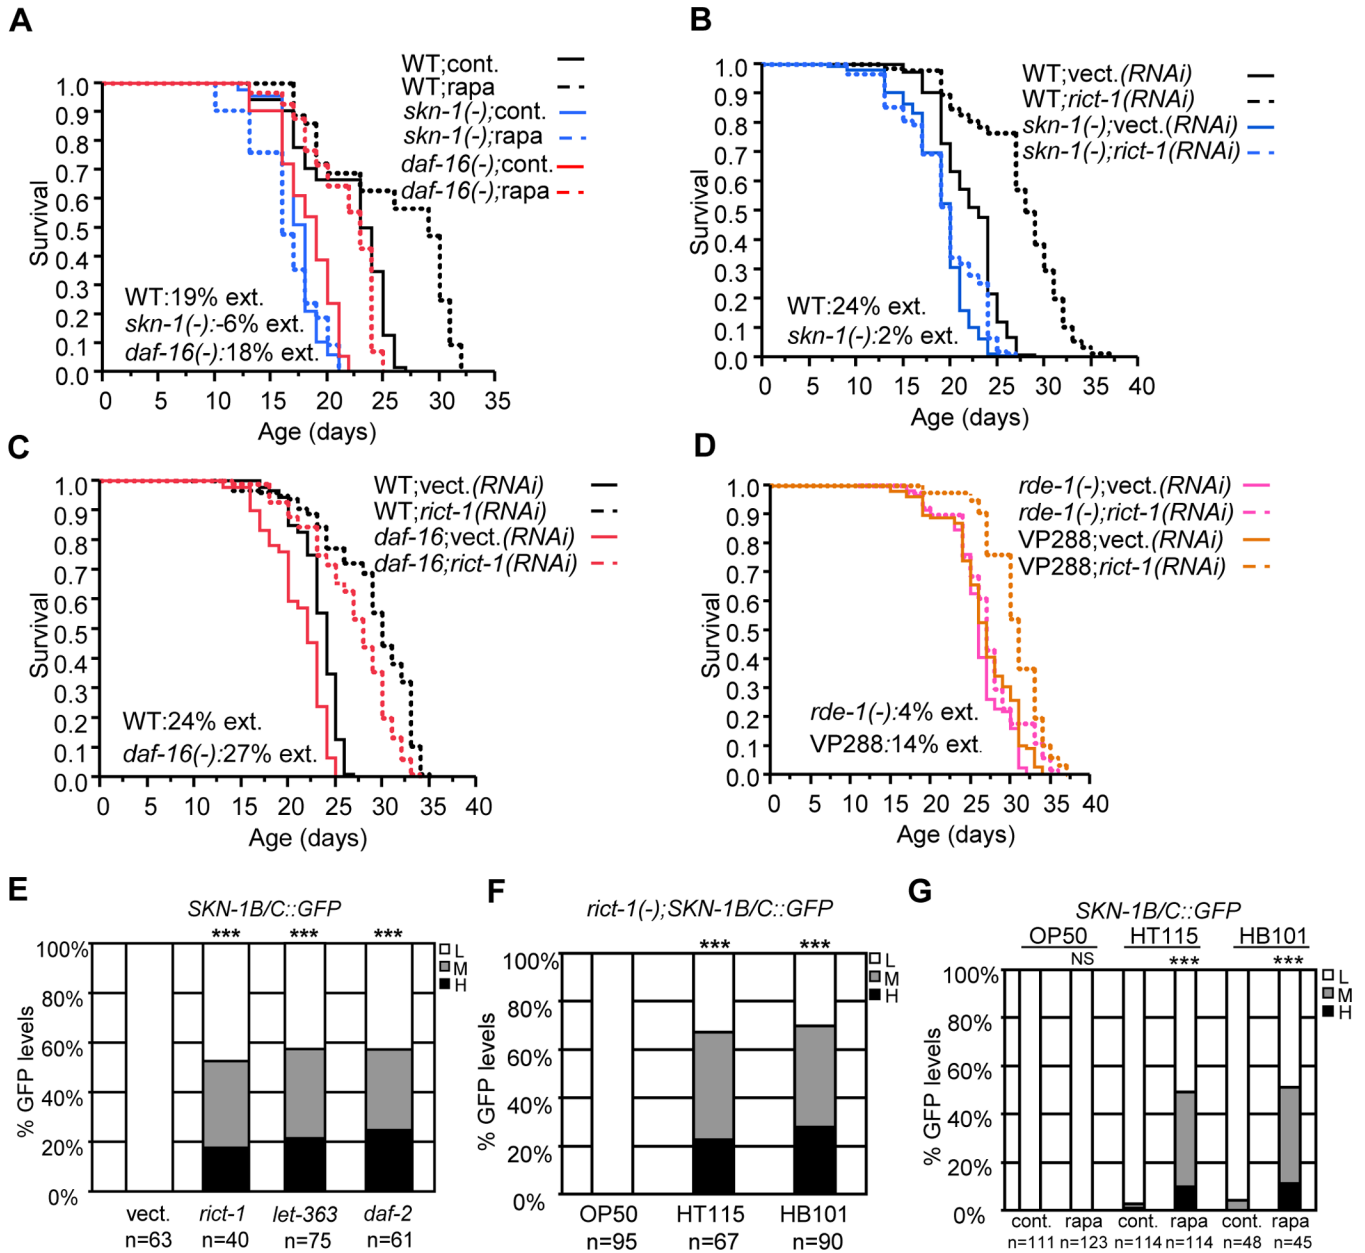 A
WT;cont.
WT;rapa
skn-1(-);cont.
skn-1(-);rapa
daf-16(-);cont.
daf-16(-);rapa
1.0
0.9
0.8
0.7
0.6
0.5
0.4
0.3
0.2
0.1
0.0
Survival
WT:19% ext.
skn-1(-):-6% ext.
daf-16(-):18% ext.
0 5 10 15 20 25 30 35
Age (days)
B
WT;vect.(RNAi)
WT;rict-1(RNAi)
skn-1(-);vect.(RNAi)
skn-1(-);rict-1(RNAi)
1.0
0.9
0.8
0.7
0.6
0.5
0.4
0.3
0.2
0.1
0.0
Survival
WT:24% ext.
skn-1(-):2% ext.
0 5 10 15 20 25 30 35 40
Age (days)
C
WT;vect.(RNAi)
WT;rict-1(RNAi)
daf-16;vect.(RNAi)
daf-16;rict-1(RNAi)
1.0
0.9
0.8
0.7
0.6
0.5
0.4
0.3
0.2
0.1
0.0
Survival
WT:24% ext.
daf-16(-):27% ext.
0 5 10 15 20 25 30 35 40
Age (days)
D
rde-1(-);vect.(RNAi)
rde-1(-);rict-1(RNAi)
VP288;vect.(RNAi)
VP288;rict-1(RNAi)
1.0
0.9
0.8
0.7
0.6
0.5
0.4
0.3
0.2
0.1
0.0
Survival
rde-1(-):4% ext.
VP288:14% ext.
0 5 10 15 20 25 30 35 40
Age (days)
E
SKN-1B/C::GFP
*** *** ***
100%
80%
60%
40%
20%
0%
% GFP levels
L
M
H
vect. rict-1 let-363 daf-2
n=63 n=40 n=75 n=61
F
rict-1(-);SKN-1B/C::GFP
*** ***
100%
80%
60%
40%
20%
0%
% GFP levels
L
M
H
OP50 HT115 HB101
n=95 n=67 n=90
G
SKN-1B/C::GFP
OP50 HT115 HB101
NS *** ***
100%
80%
60%
40%
20%
0%
% GFP levels
L
M
H
cont. rapa cont. rapa cont. rapa
n=111 n=123 n=114 n=114 n=48 n=45